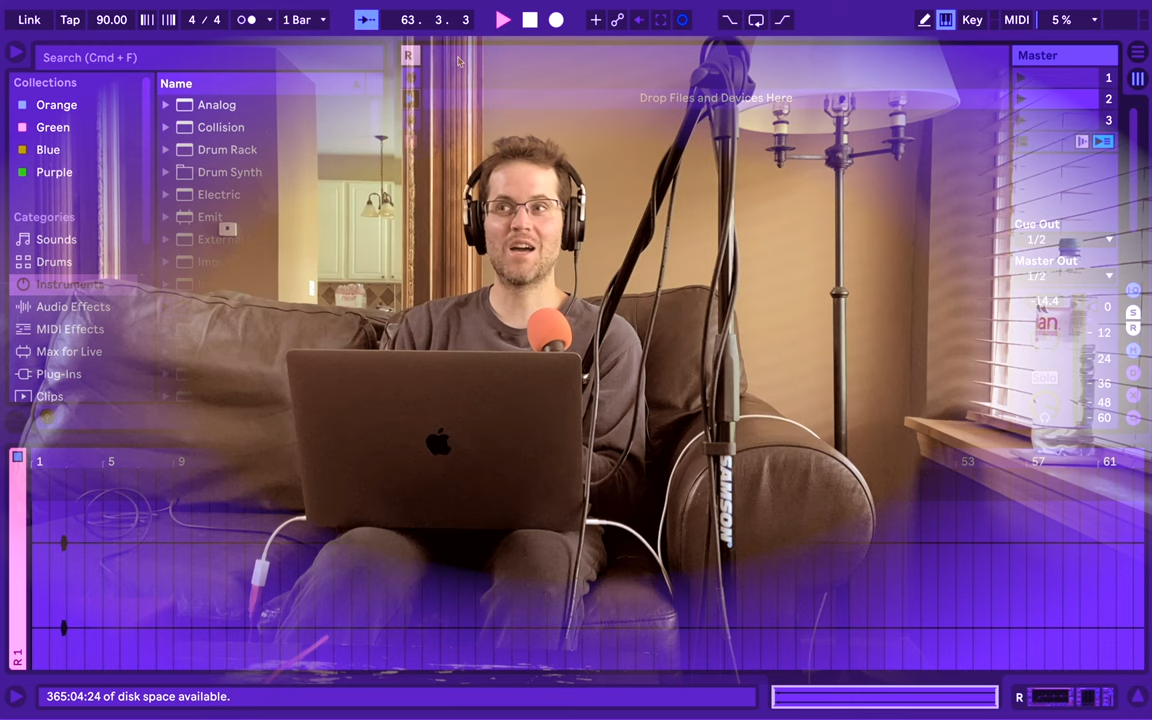 Link Tap 90.00 4 / 4 1 Bar 63 . 3 . 3 Key MIDI 5 %
Search (Cmd + F)
R
Master
Collections
Name
1
Orange
Analog
Drop Files and Devices Here
2
Green
Collision
3
Blue
Drum Rack
Purple
Drum Synth
Electric
Categories
Emit
Sounds
Cue Out
1/2
Drums
Master Out
1/2
Instruments
-14.4
0
Audio Effects
MIDI Effects
12
Max for Live
24
Plug-Ins
Solo
36
Clips
48
60
S
R
1 5 9 53 57 61
SAMSON
R 1
365:04:24 of disk space available.
R